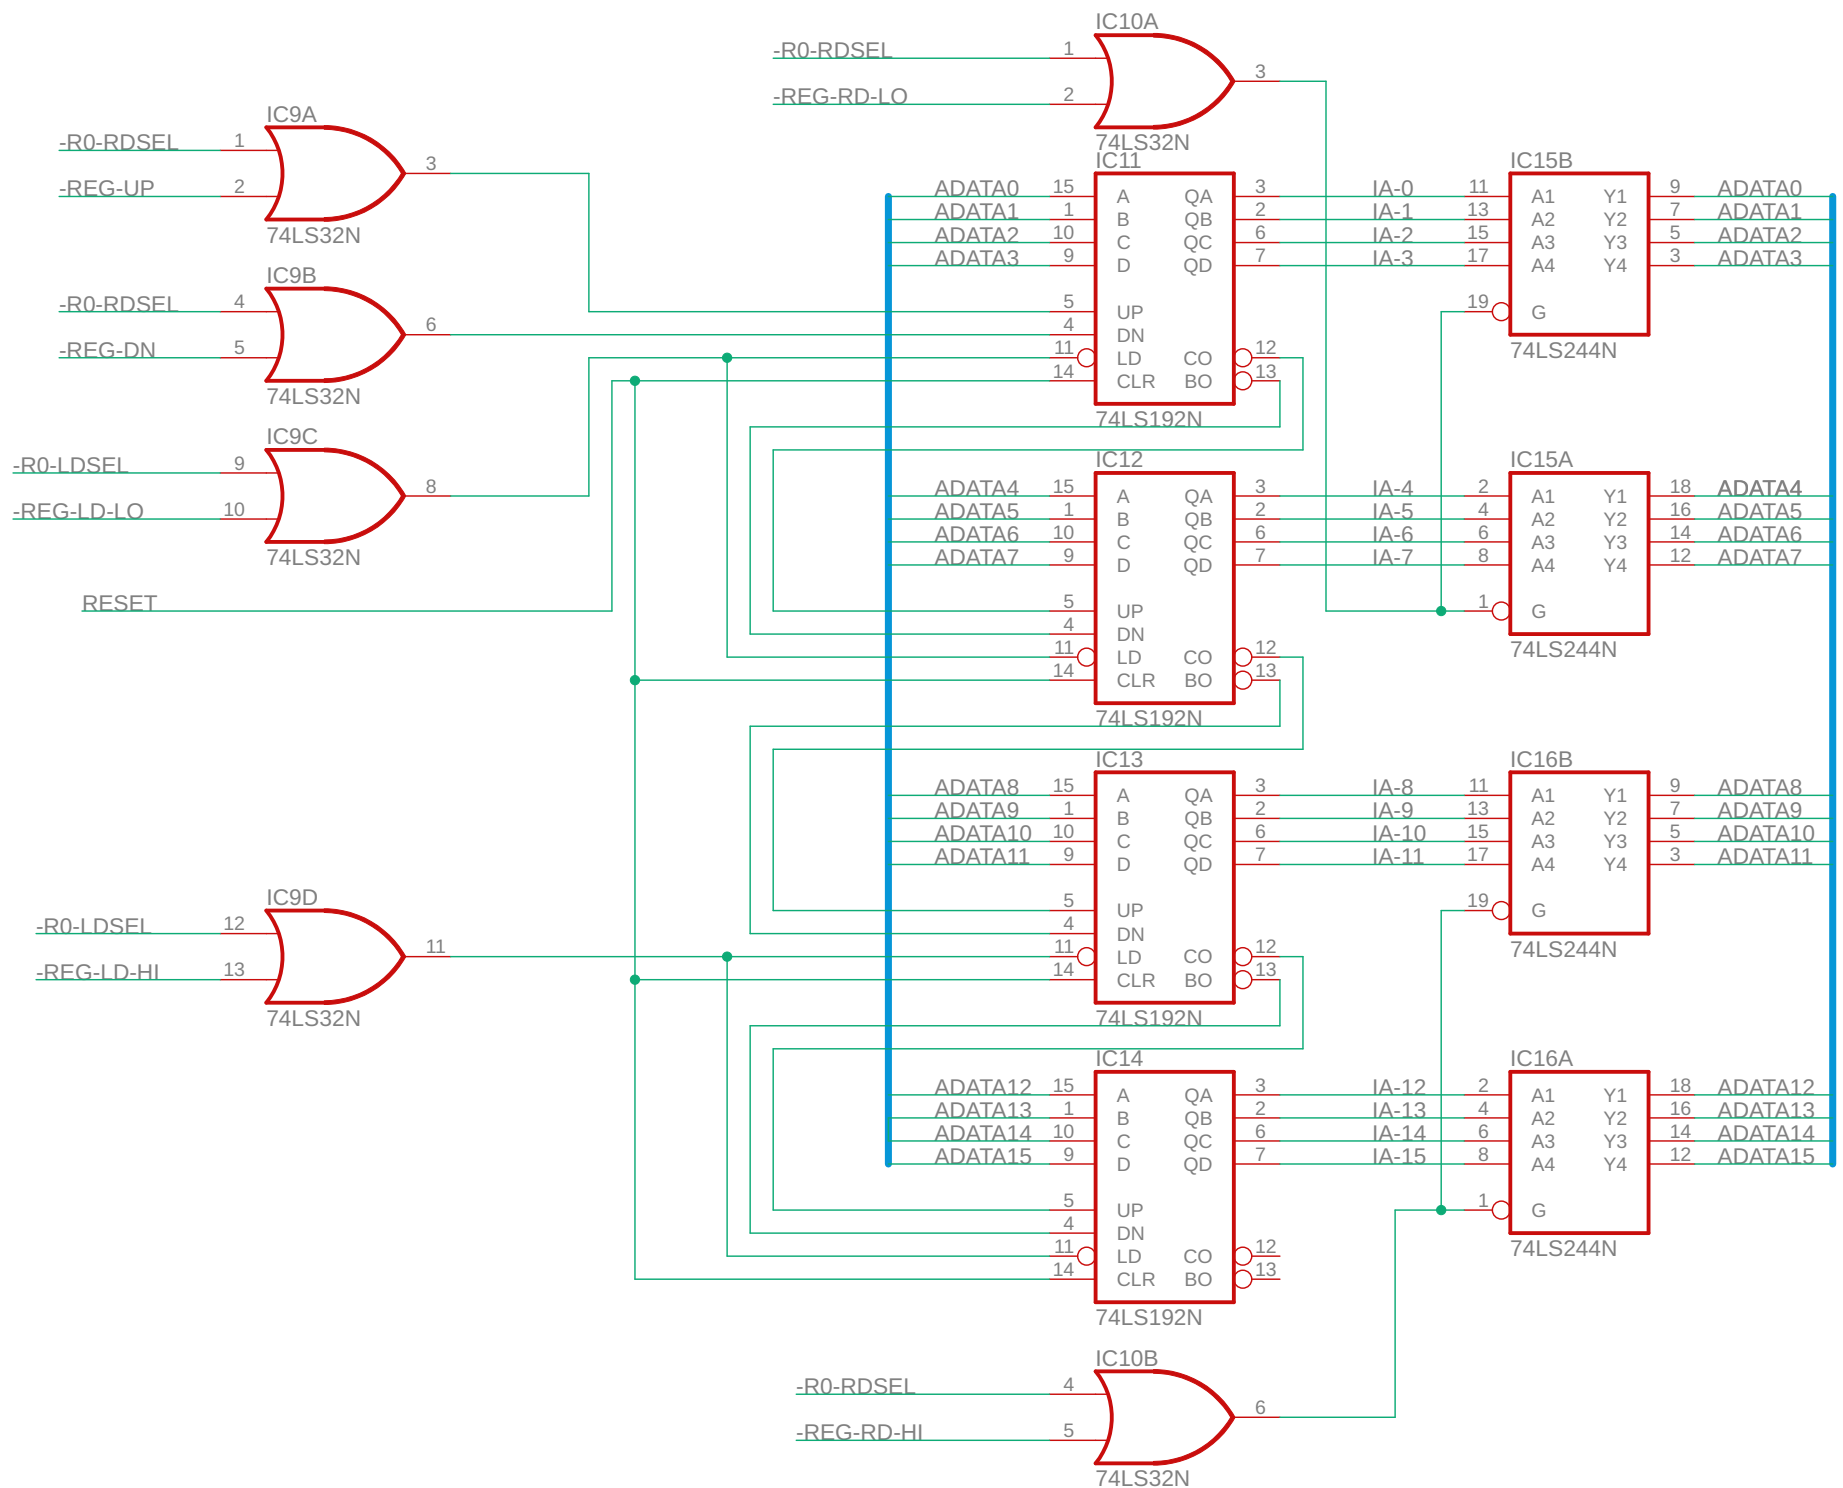 IC10A
-R0-RDSEL 1
-REG-RD-LO 2
3
74LS32N
IC9A
-R0-RDSEL 1
-REG-UP 2
3
74LS32N
IC9B
-R0-RDSEL 4
-REG-DN 5
6
74LS32N
IC9C
-R0-LDSEL 9
-REG-LD-LO 10
8
74LS32N
RESET
IC9D
-R0-LDSEL 12
-REG-LD-HI 13
11
74LS32N
IC11
ADATA0 15 A QA 3 IA-0
ADATA1 1 B QB 2 IA-1
ADATA2 10 C QC 6 IA-2
ADATA3 9 D QD 7 IA-3
5 UP
4 DN
11 LD CO 12
14 CLR BO 13
74LS192N
IC15B
11 A1 Y1 9 ADATA0
13 A2 Y2 7 ADATA1
15 A3 Y3 5 ADATA2
17 A4 Y4 3 ADATA3
19 G
74LS244N
IC12
ADATA4 15 A QA 3 IA-4
ADATA5 1 B QB 2 IA-5
ADATA6 10 C QC 6 IA-6
ADATA7 9 D QD 7 IA-7
5 UP
4 DN
11 LD CO 12
14 CLR BO 13
74LS192N
IC15A
2 A1 Y1 18 ADATA4
4 A2 Y2 16 ADATA5
6 A3 Y3 14 ADATA6
8 A4 Y4 12 ADATA7
1 G
74LS244N
IC13
ADATA8 15 A QA 3 IA-8
ADATA9 1 B QB 2 IA-9
ADATA10 10 C QC 6 IA-10
ADATA11 9 D QD 7 IA-11
5 UP
4 DN
11 LD CO 12
14 CLR BO 13
74LS192N
IC16B
11 A1 Y1 9 ADATA8
13 A2 Y2 7 ADATA9
15 A3 Y3 5 ADATA10
17 A4 Y4 3 ADATA11
19 G
74LS244N
IC14
ADATA12 15 A QA 3 IA-12
ADATA13 1 B QB 2 IA-13
ADATA14 10 C QC 6 IA-14
ADATA15 9 D QD 7 IA-15
5 UP
4 DN
11 LD CO 12
14 CLR BO 13
74LS192N
IC16A
2 A1 Y1 18 ADATA12
4 A2 Y2 16 ADATA13
6 A3 Y3 14 ADATA14
8 A4 Y4 12 ADATA15
1 G
74LS244N
IC10B
-R0-RDSEL 4
-REG-RD-HI 5
6
74LS32N